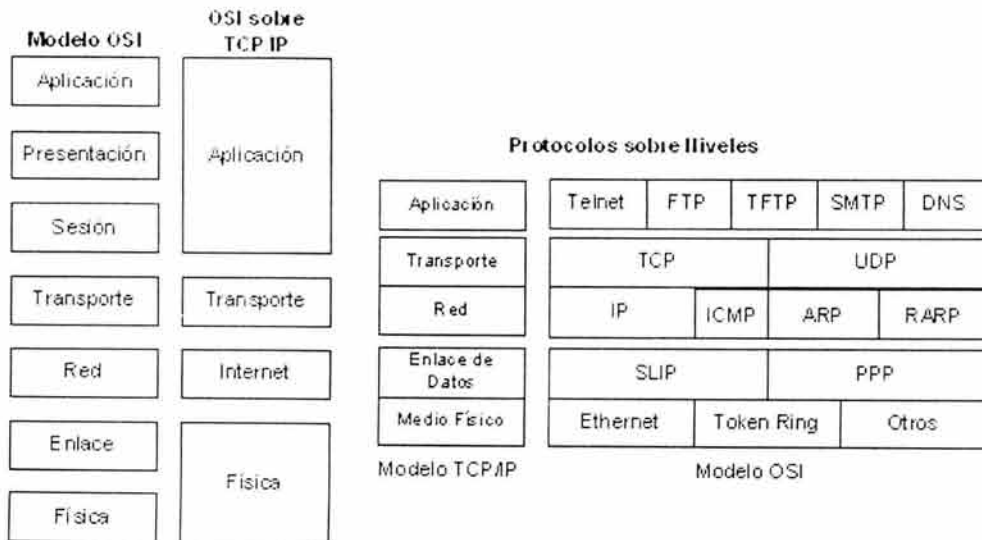 Modelo OSI
OSI sobre
TCP IP
Aplicación
Presentación
Sesión
Transporte
Red
Enlace
Física
Aplicación
Transporte
Internet
Física
Protocolos sobre Niveles
Aplicación
Telnet
FTP
TFTP
SMTP
DNS
Transporte
TCP
UDP
Red
IP
ICMP
ARP
RARP
Enlace de
Datos
SLIP
PPP
Medio Físico
Ethernet
Token Ring
Otros
Modelo TCP/IP
Modelo OSI